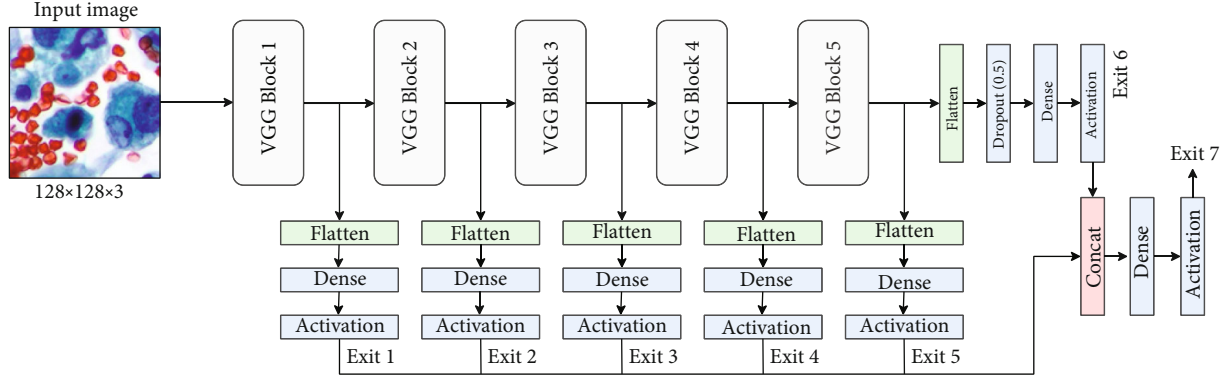 Input image
128×128×3
VGG Block 1
VGG Block 2
VGG Block 3
VGG Block 4
VGG Block 5
Flatten
Dropout (0.5)
Dense
Activation
Exit 6
Flatten
Dense
Activation
Exit 1
Flatten
Dense
Activation
Exit 2
Flatten
Dense
Activation
Exit 3
Flatten
Dense
Activation
Exit 4
Flatten
Dense
Activation
Exit 5
Concat
Dense
Activation
Exit 7